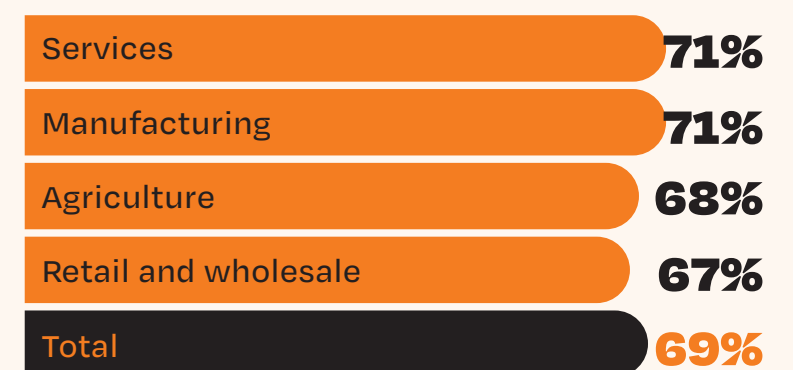 Services 71%
Manufacturing 71%
Agriculture 68%
Retail and wholesale 67%
Total 69%